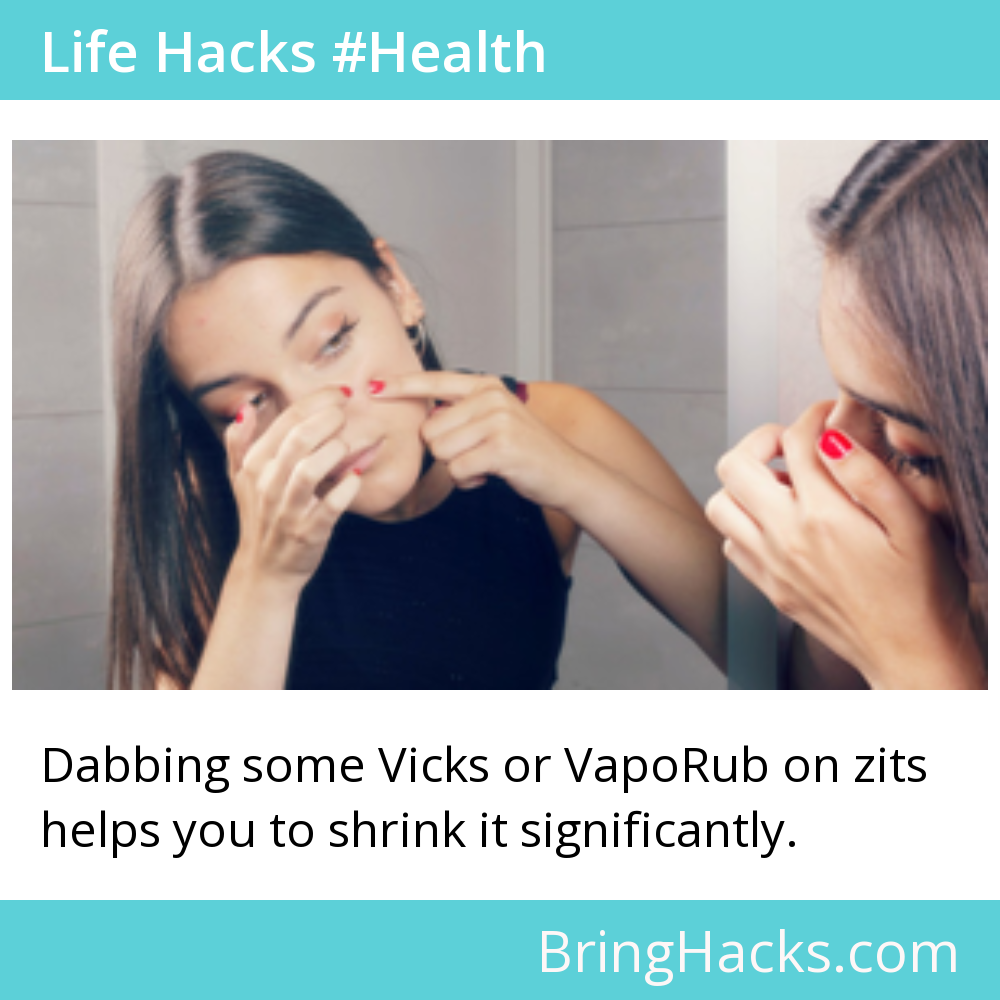 Life Hacks #Health
Dabbing some Vicks or VapoRub on zits
helps you to shrink it significantly.
BringHacks.com